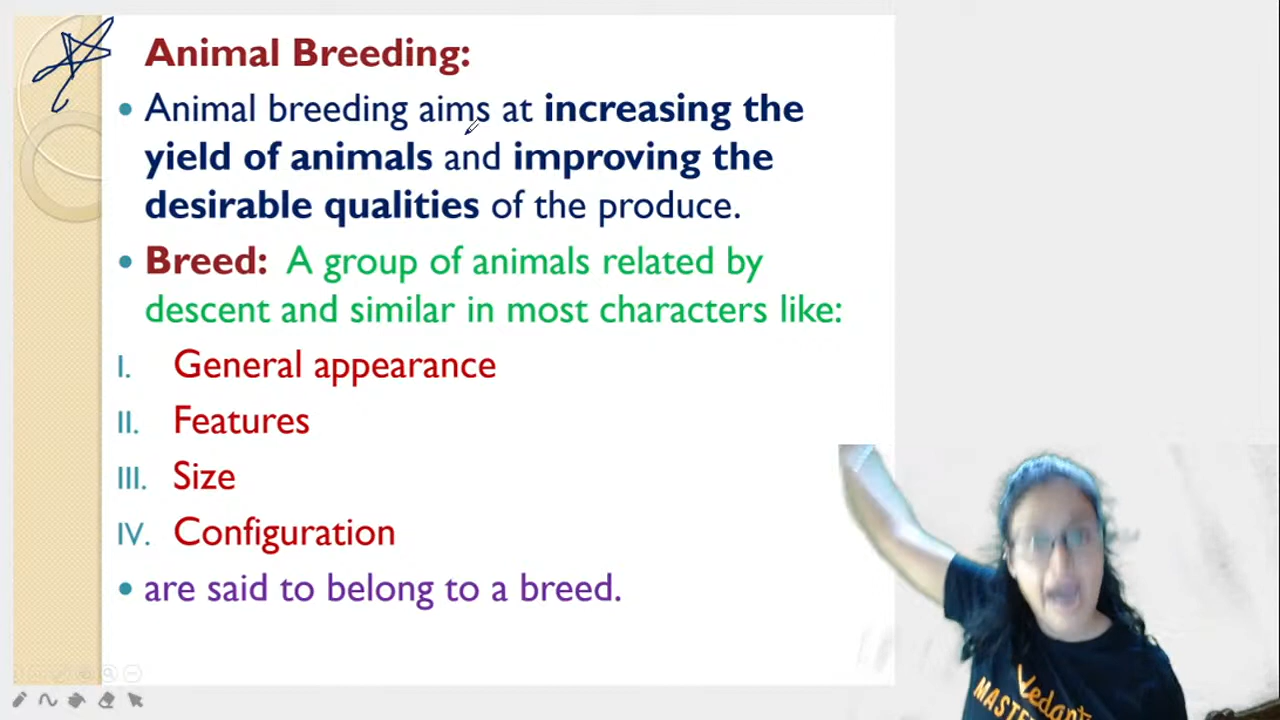 Animal Breeding:
• Animal breeding aims at increasing the
yield of animals and improving the
desirable qualities of the produce.
• Breed: A group of animals related by
descent and similar in most characters like:
I. General appearance
II. Features
III. Size
IV. Configuration
• are said to belong to a breed.